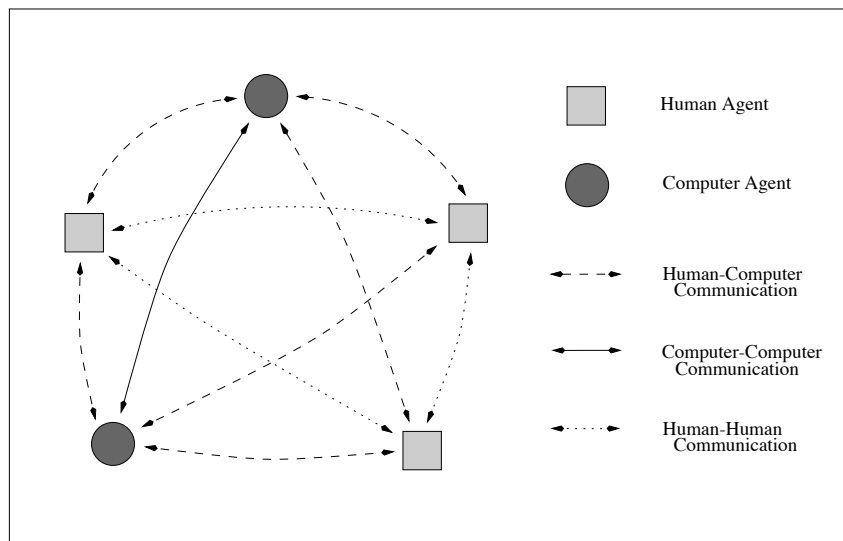 Human Agent
Computer Agent
Human-Computer
Communication
Computer-Computer
Communication
Human-Human
Communication